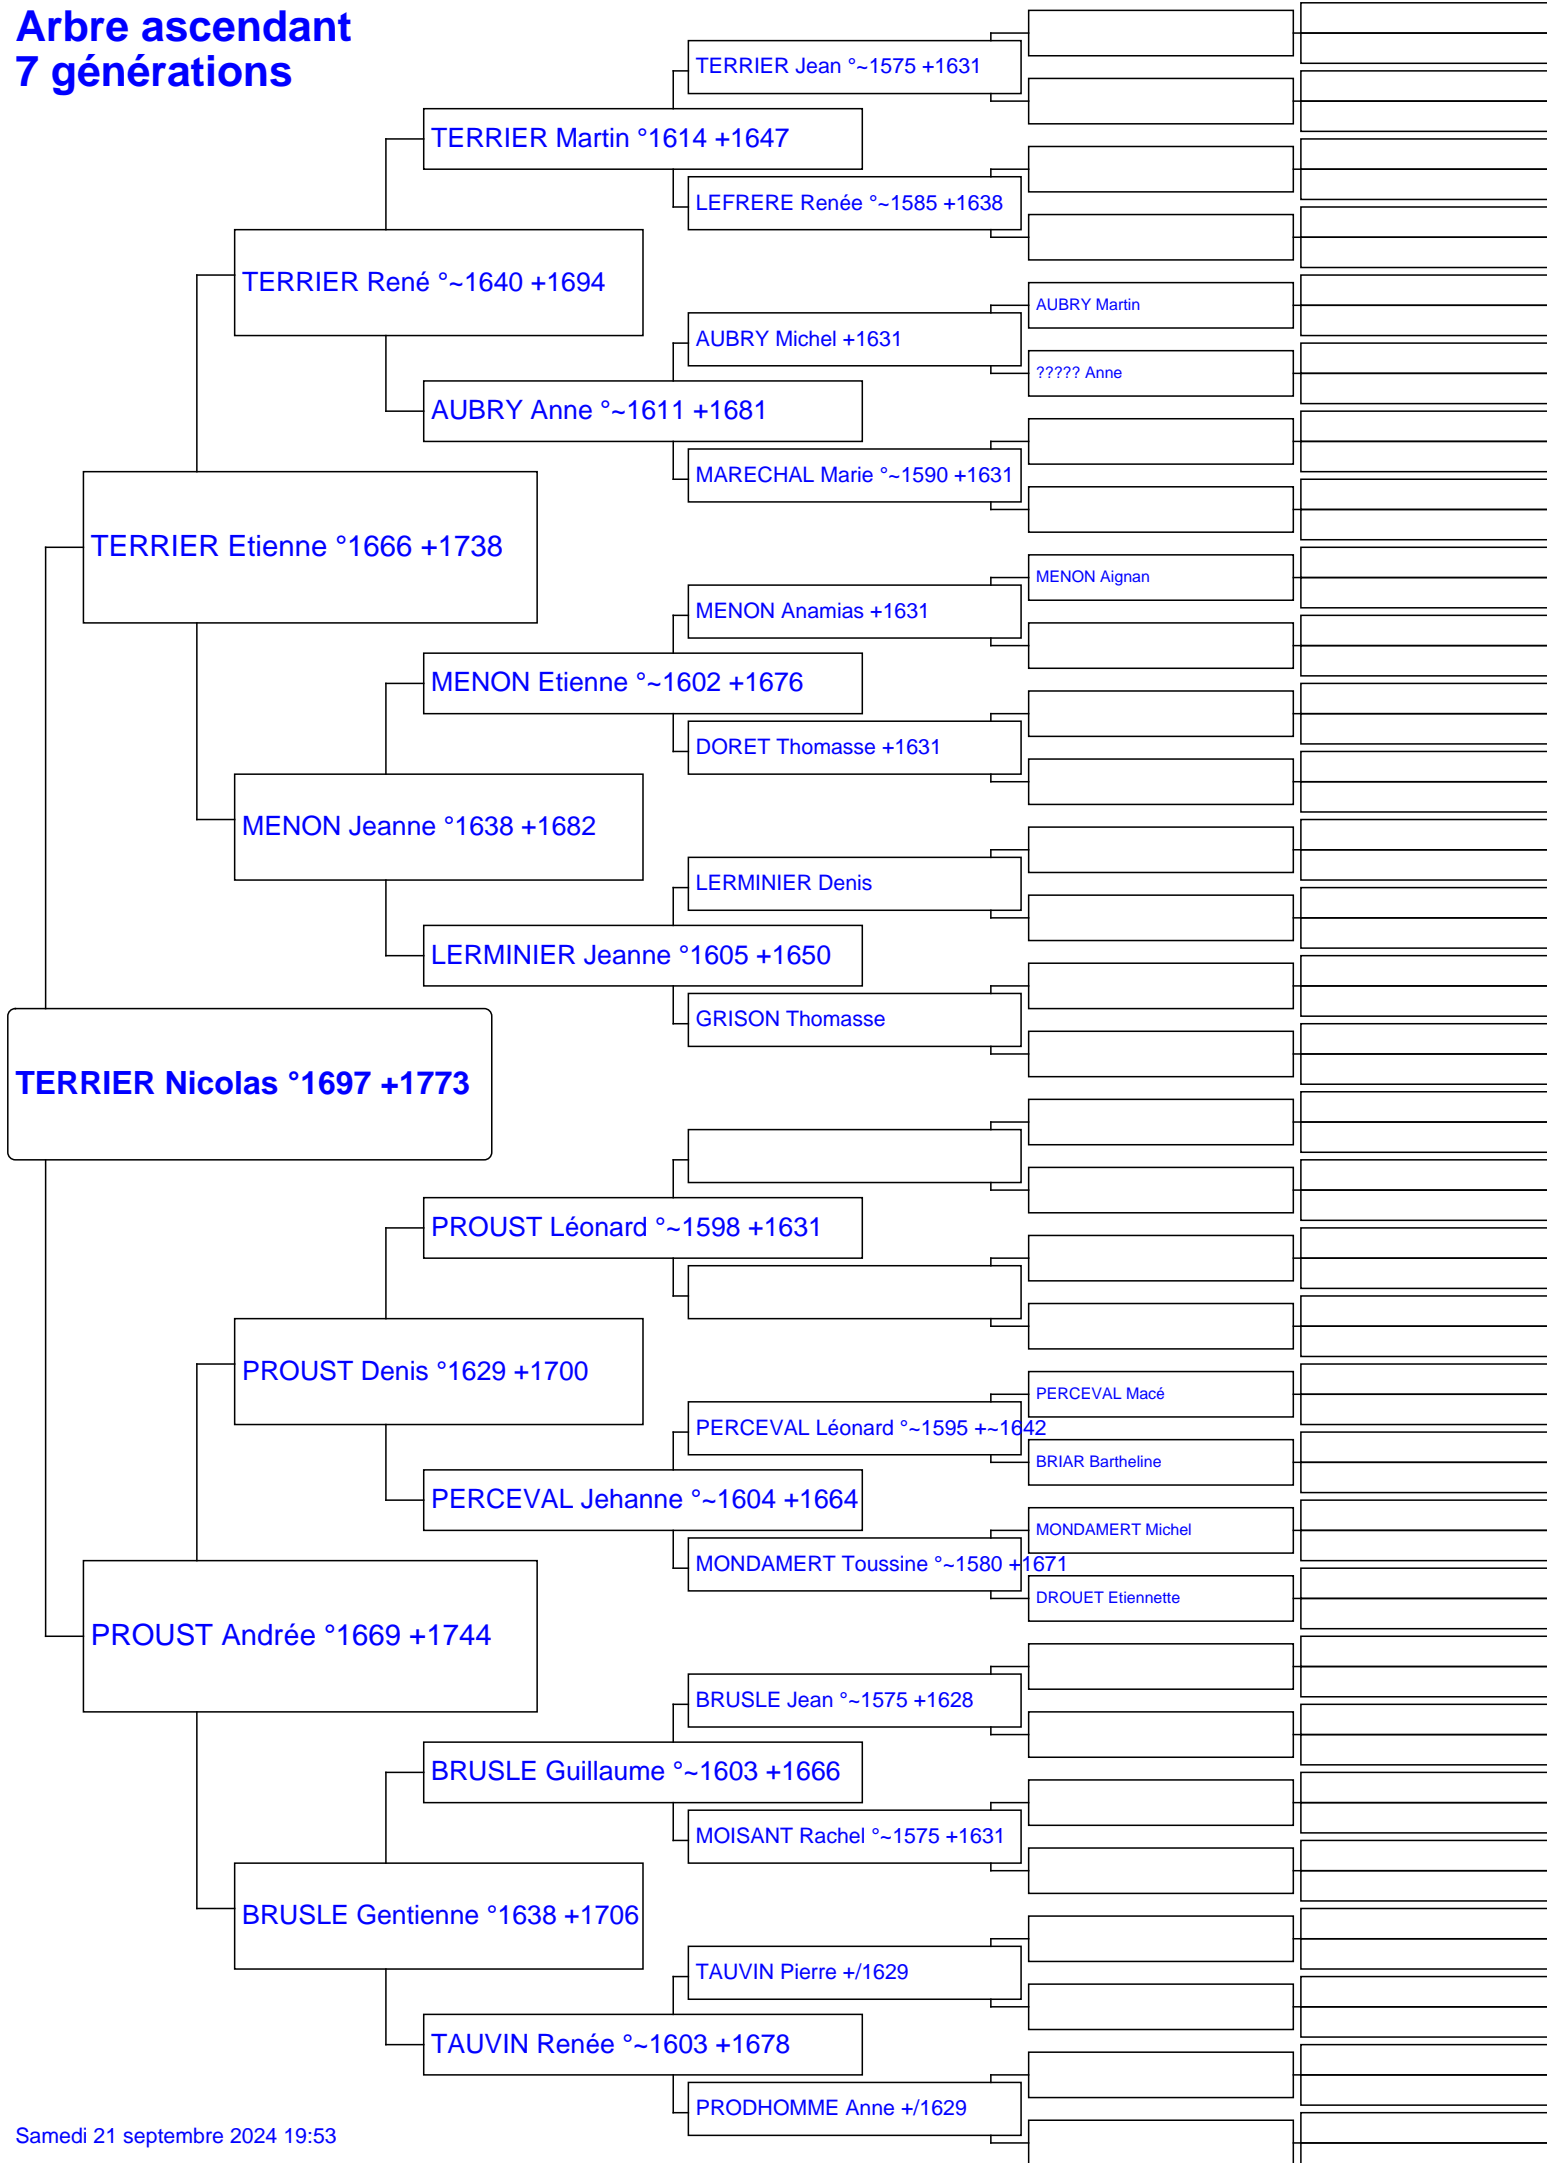 Arbre ascendant
7 générations
TERRIER Jean °~1575 +1631
TERRIER Martin °1614 +1647
LEFRERE Renée °~1585 +1638
TERRIER René °~1640 +1694
AUBRY Martin
AUBRY Michel +1631
????? Anne
AUBRY Anne °~1611 +1681
MARECHAL Marie °~1590 +1631
TERRIER Etienne °1666 +1738
MENON Aignan
MENON Anamias +1631
MENON Etienne °~1602 +1676
DORET Thomasse +1631
MENON Jeanne °1638 +1682
LERMINIER Denis
LERMINIER Jeanne °1605 +1650
GRISON Thomasse
TERRIER Nicolas °1697 +1773
PROUST Léonard °~1598 +1631
PROUST Denis °1629 +1700
PERCEVAL Macé
PERCEVAL Léonard °~1595 +~1642
BRIAR Bartheline
PERCEVAL Jehanne °~1604 +1664
MONDAMERT Michel
MONDAMERT Toussine °~1580 +1671
DROUET Etiennette
PROUST Andrée °1669 +1744
BRUSLE Jean °~1575 +1628
BRUSLE Guillaume °~1603 +1666
MOISANT Rachel °~1575 +1631
BRUSLE Gentienne °1638 +1706
TAUVIN Pierre +/1629
TAUVIN Renée °~1603 +1678
PRODHOMME Anne +/1629
Samedi 21 septembre 2024 19:53